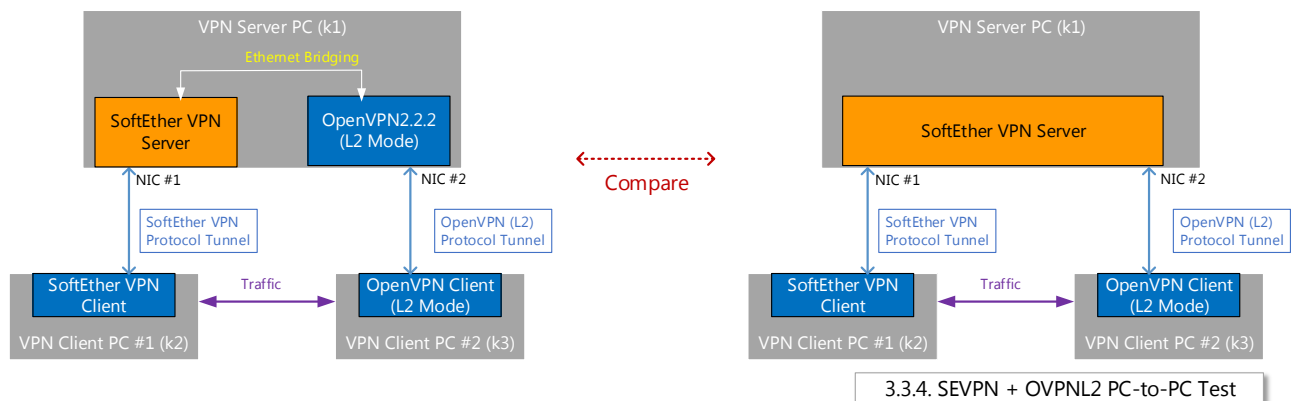 VPN Server PC (k1)
Ethernet Bridging
SoftEther VPN
Server
OpenVPN2.2.2
(L2 Mode)
NIC #1
NIC #2
SoftEther VPN
Protocol Tunnel
OpenVPN (L2)
Protocol Tunnel
SoftEther VPN
Client
Traffic
OpenVPN Client
(L2 Mode)
VPN Client PC #1 (k2)
VPN Client PC #2 (k3)
Compare
VPN Server PC (k1)
SoftEther VPN Server
NIC #1
NIC #2
SoftEther VPN
Protocol Tunnel
OpenVPN (L2)
Protocol Tunnel
SoftEther VPN
Client
Traffic
OpenVPN Client
(L2 Mode)
VPN Client PC #1 (k2)
VPN Client PC #2 (k3)
3.3.4. SEVPN + OVPNL2 PC-to-PC Test